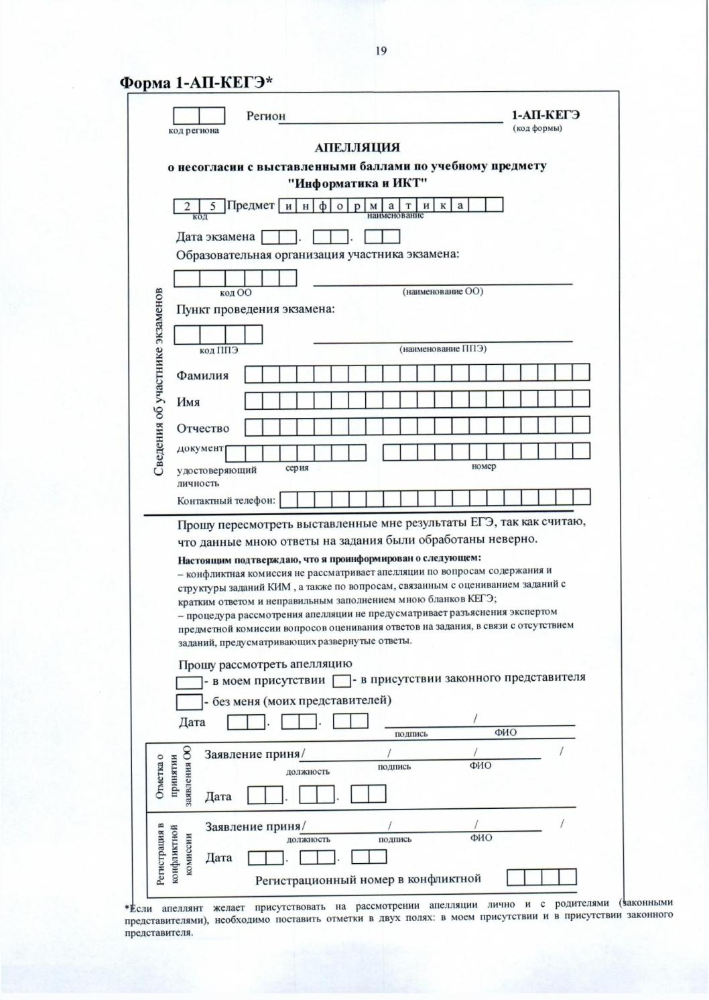 19
Форма 1-АП-КЕГЭ*
Регион 1-АП-КЕГЭ
код региона (код формы)
АПЕЛЛЯЦИЯ
о несогласии с выставленными баллами по учебному предмету
"Информатика и ИКТ"
2 5 Предмет и н ф о р м а т и к а
код наименование
Дата экзамена . .
Образовательная организация участника экзамена:
код ОО (наименование ОО)
Пункт проведения экзамена:
код ППЭ (наименование ППЭ)
Сведения об участнике экзаменов
Фамилия
Имя
Отчество
документ
удостоверяющий серия номер
личность
Контактный телефон:
Прошу пересмотреть выставленные мне результаты ЕГЭ, так как считаю,
что данные мною ответы на задания были обработаны неверно.
Настоящим подтверждаю, что я проинформирован о следующем:
– конфликтная комиссия не рассматривает апелляции по вопросам содержания и
структуры заданий КИМ , а также по вопросам, связанным с оцениванием заданий с
кратким ответом и неправильным заполнением мною бланков КЕГЭ;
– процедура рассмотрения апелляции не предусматривает разъяснения экспертом
предметной комиссии вопросов оценивания ответов на задания, в связи с отсутствием
заданий, предусматривающих развернутые ответы.
Прошу рассмотреть апелляцию
- в моем присутствии - в присутствии законного представителя
- без меня (моих представителей)
Дата . . /
подпись ФИО
Отметка о
принятии
заявления ОО
Заявление приня/ / / /
должность подпись ФИО
Дата . .
Регистрация в
конфликтной
комиссии
Заявление приня/ / / /
должность подпись ФИО
Дата . .
Регистрационный номер в конфликтной
*Если апеллянт желает присутствовать на рассмотрении апелляции лично и с родителями (законными
представителями), необходимо поставить отметки в двух полях: в моем присутствии и в присутствии законного
представителя.